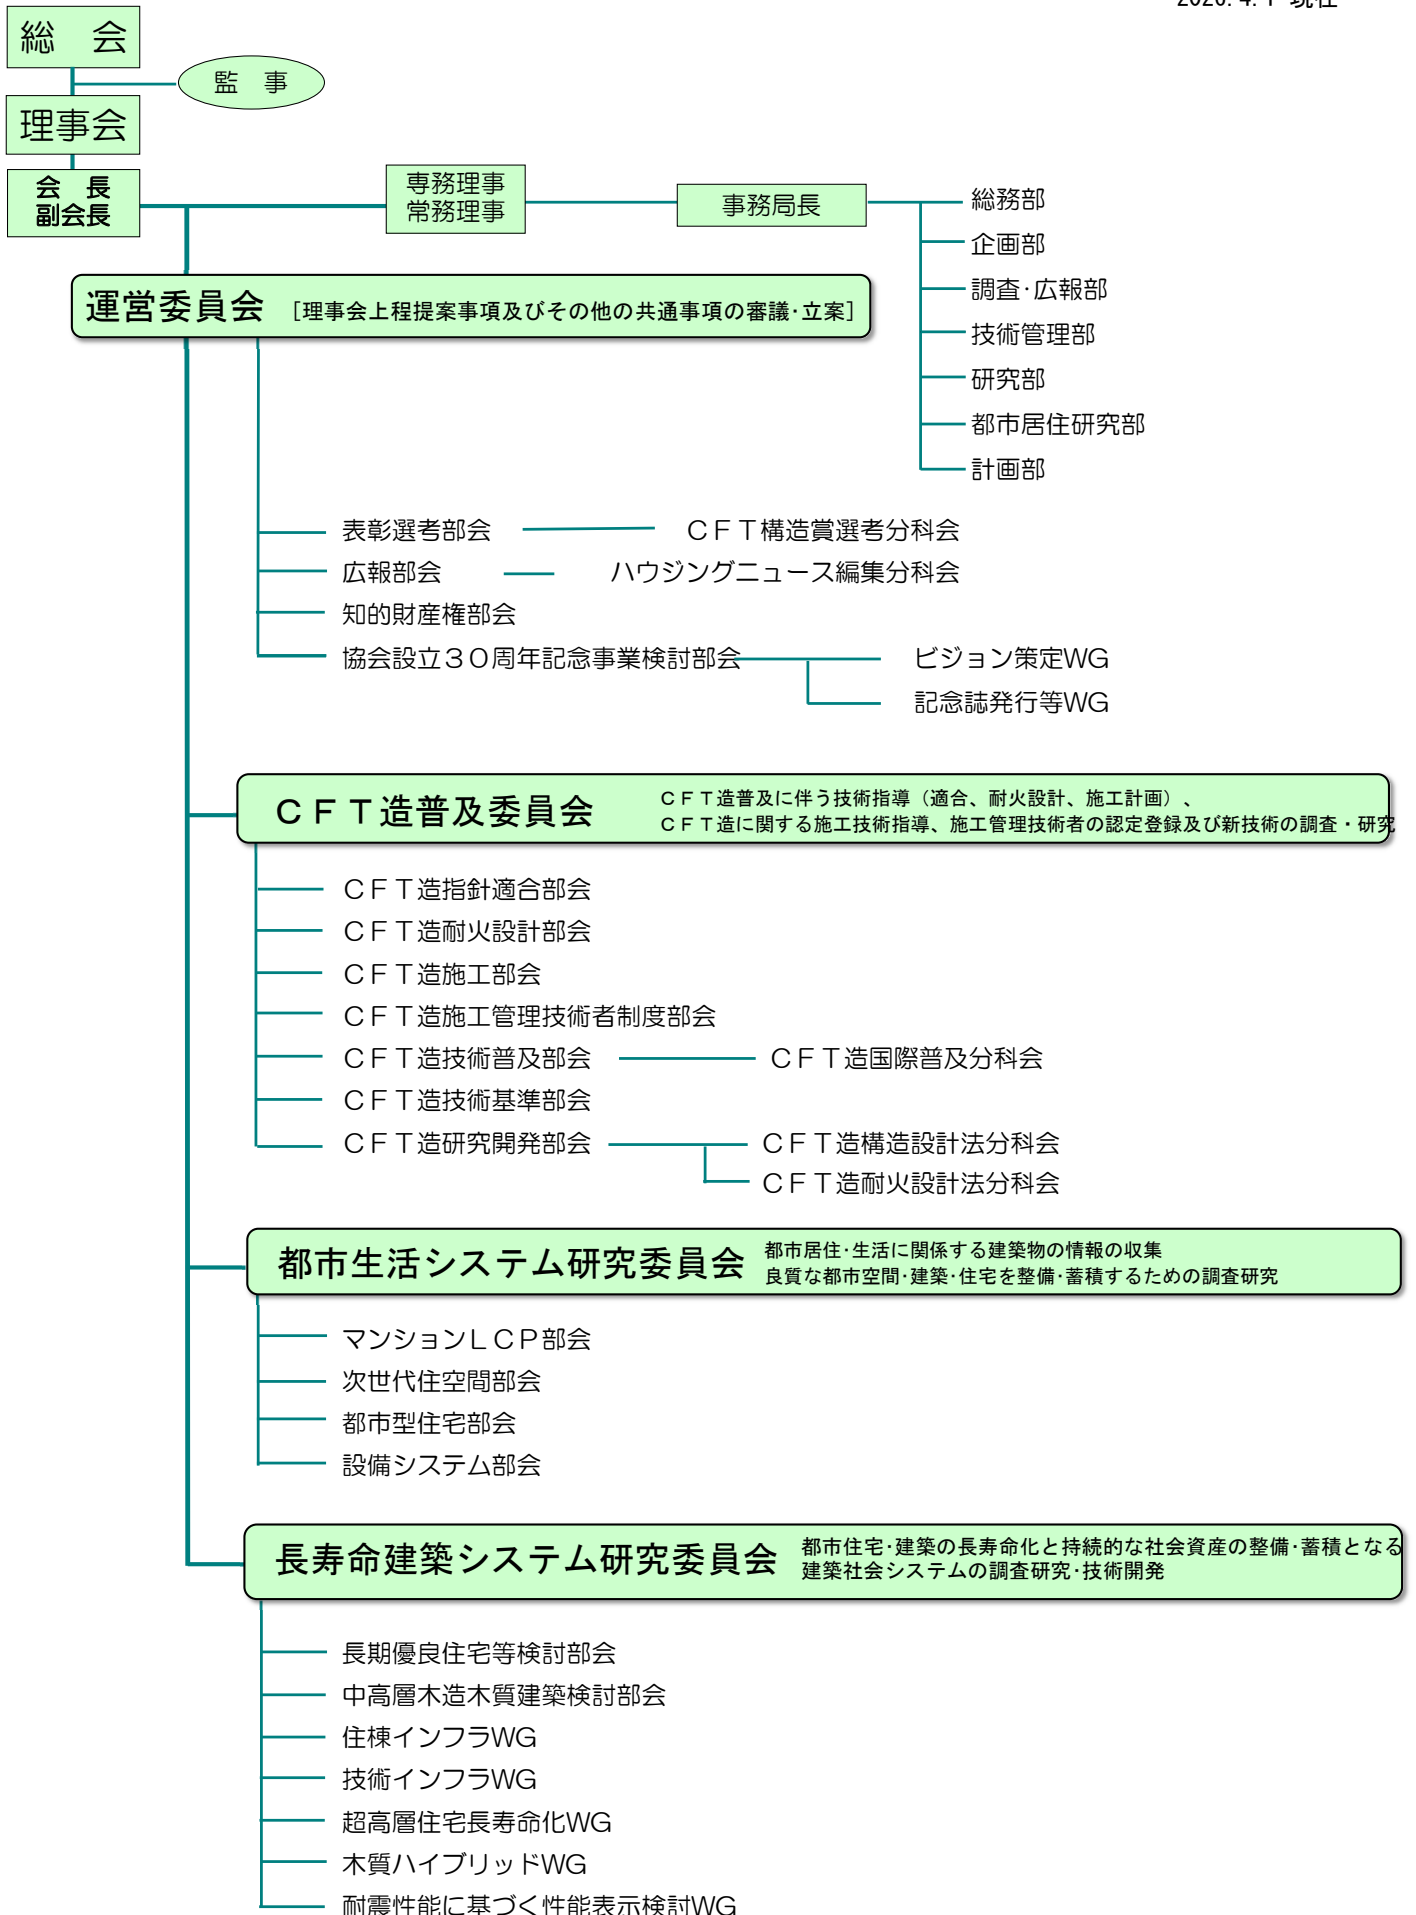 総　会
監　事
理事会
会　長
副会長
専務理事
常務理事
事務局長
総務部
企画部
調査･広報部
技術管理部
研究部
都市居住研究部
計画部
運営委員会　[理事会上程提案事項及びその他の共通事項の審議･立案]
表彰選考部会　ＣＦＴ構造賞選考分科会
広報部会　ハウジングニュース編集分科会
知的財産権部会
協会設立３０周年記念事業検討部会　ビジョン策定WG
記念誌発行等WG
ＣＦＴ造普及委員会
ＣＦＴ造普及に伴う技術指導（適合、耐火設計、施工計画）、
ＣＦＴ造に関する施工技術指導、施工管理技術者の認定登録及び新技術の調査・研究
ＣＦＴ造指針適合部会
ＣＦＴ造耐火設計部会
ＣＦＴ造施工部会
ＣＦＴ造施工管理技術者制度部会
ＣＦＴ造技術普及部会　ＣＦＴ造国際普及分科会
ＣＦＴ造技術基準部会
ＣＦＴ造研究開発部会　ＣＦＴ造構造設計法分科会
ＣＦＴ造耐火設計法分科会
都市生活システム研究委員会
都市居住･生活に関係する建築物の情報の収集
良質な都市空間･建築･住宅を整備･蓄積するための調査研究
マンションＬＣＰ部会
次世代住空間部会
都市型住宅部会
設備システム部会
長寿命建築システム研究委員会
都市住宅･建築の長寿命化と持続的な社会資産の整備･蓄積となる
建築社会システムの調査研究･技術開発
長期優良住宅等検討部会
中高層木造木質建築検討部会
住棟インフラWG
技術インフラWG
超高層住宅長寿命化WG
木質ハイブリッドWG
耐震性能に基づく性能表示検討WG